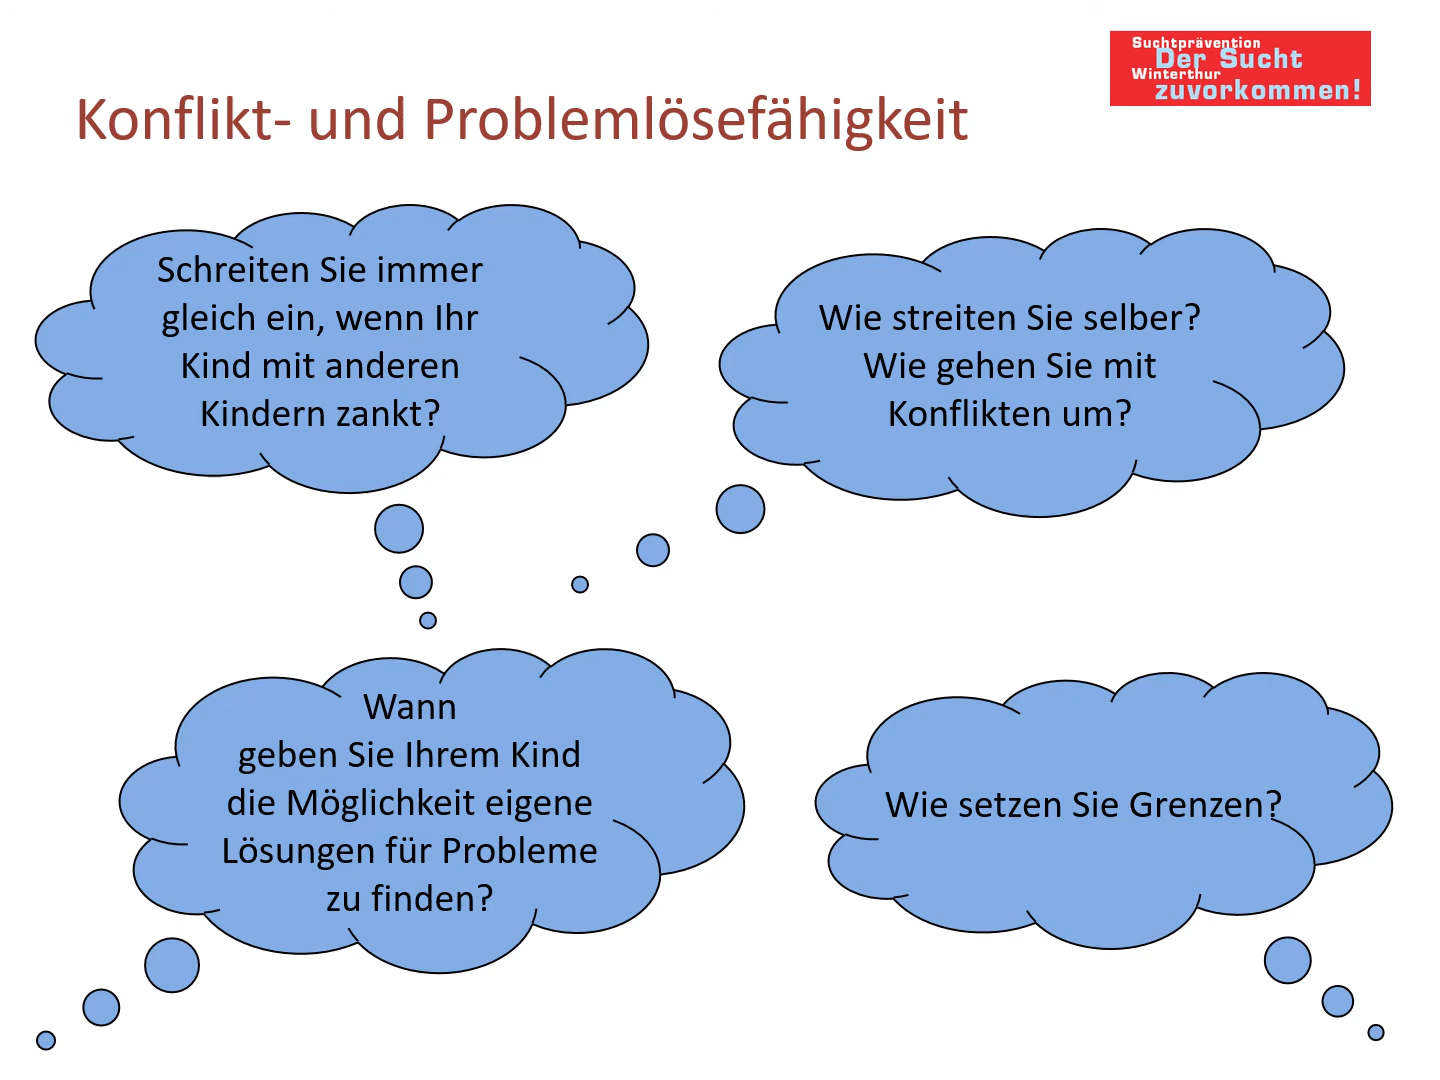 Suchtprävention
Der Sucht
Winterthur
zuvorkommen!
Konflikt- und Problemlösefähigkeit
Schreiten Sie immer
gleich ein, wenn Ihr
Kind mit anderen
Kindern zankt?
Wie streiten Sie selber?
Wie gehen Sie mit
Konflikten um?
Wann
geben Sie Ihrem Kind
die Möglichkeit eigene
Lösungen für Probleme
zu finden?
Wie setzen Sie Grenzen?